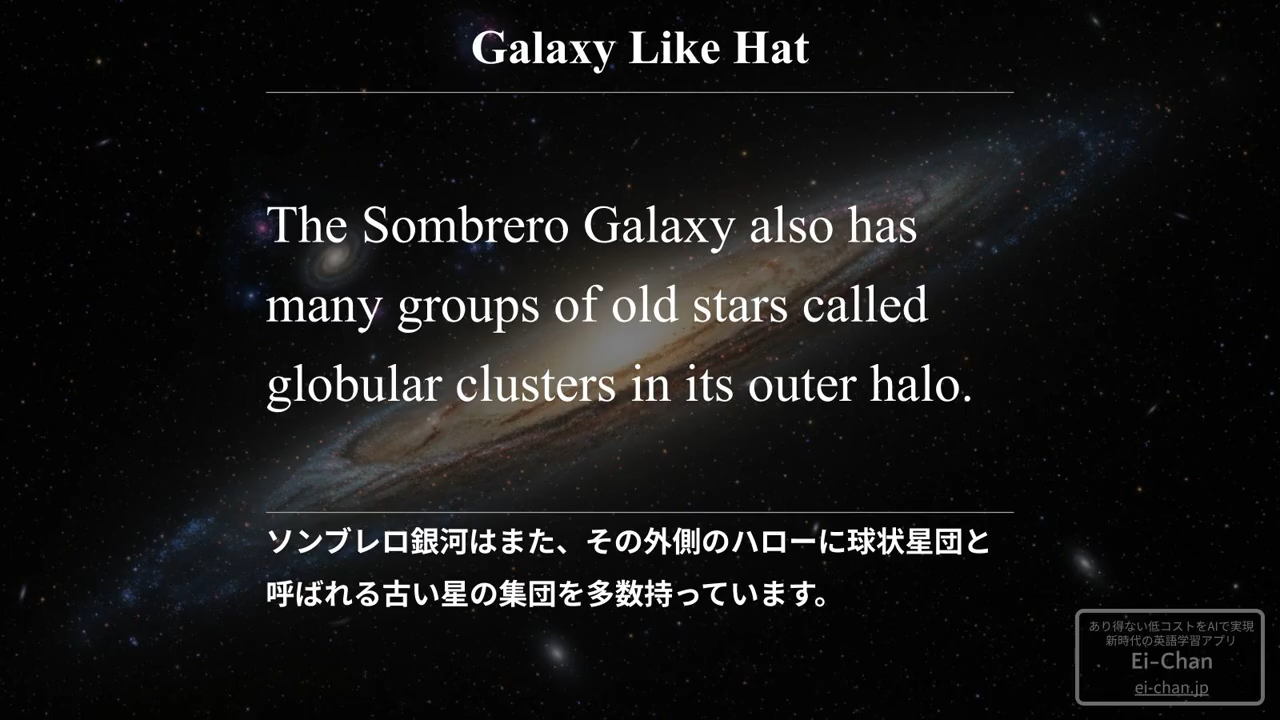 Galaxy Like Hat
The Sombrero Galaxy also has
many groups of old stars called
globular clusters in its outer halo.
ソンブレロ銀河はまた、その外側のハローに球状星団と
呼ばれる古い星の集団を多数持っています。
あり得ない低コストをAIで実現
新時代の英語学習アプリ
Ei-Chan
ei-chan.jp